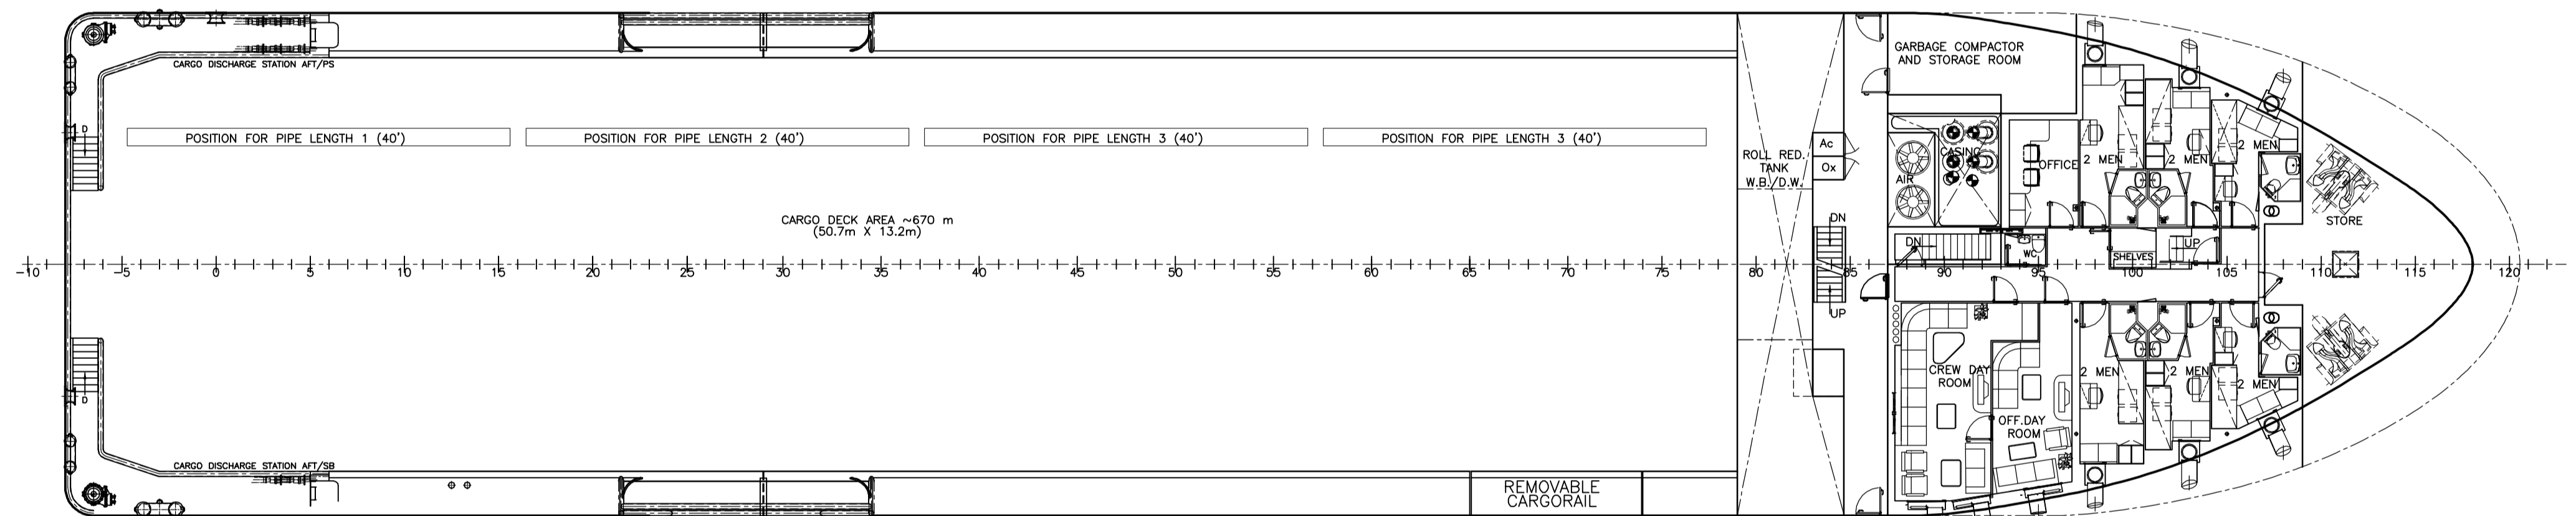 CARGO DISCHARGE STATION AFT/PS
GARBAGE COMPACTOR
AND STORAGE ROOM
POSITION FOR PIPE LENGTH 1 (40')
POSITION FOR PIPE LENGTH 2 (40')
POSITION FOR PIPE LENGTH 3 (40')
POSITION FOR PIPE LENGTH 3 (40')
D
ROLL RED.
TANK
W.B./D.W.
Ac
Ox
AIR
CASING
OFFICE
2 MEN
2 MEN
2 MEN
STORE
CARGO DECK AREA ~670 m
(50.7m X 13.2m)
DN
DN
WC
SHELVES
UP
-10 -5 0 5 10 15 20 25 30 35 40 45 50 55 60 65 70 75 80 85 90 95 100 105 110 115 120
UP
CREW DAY
ROOM
OFF.DAY
ROOM
2 MEN
2 MEN
2 MEN
D
CARGO DISCHARGE STATION AFT/SB
REMOVABLE
CARGORAIL